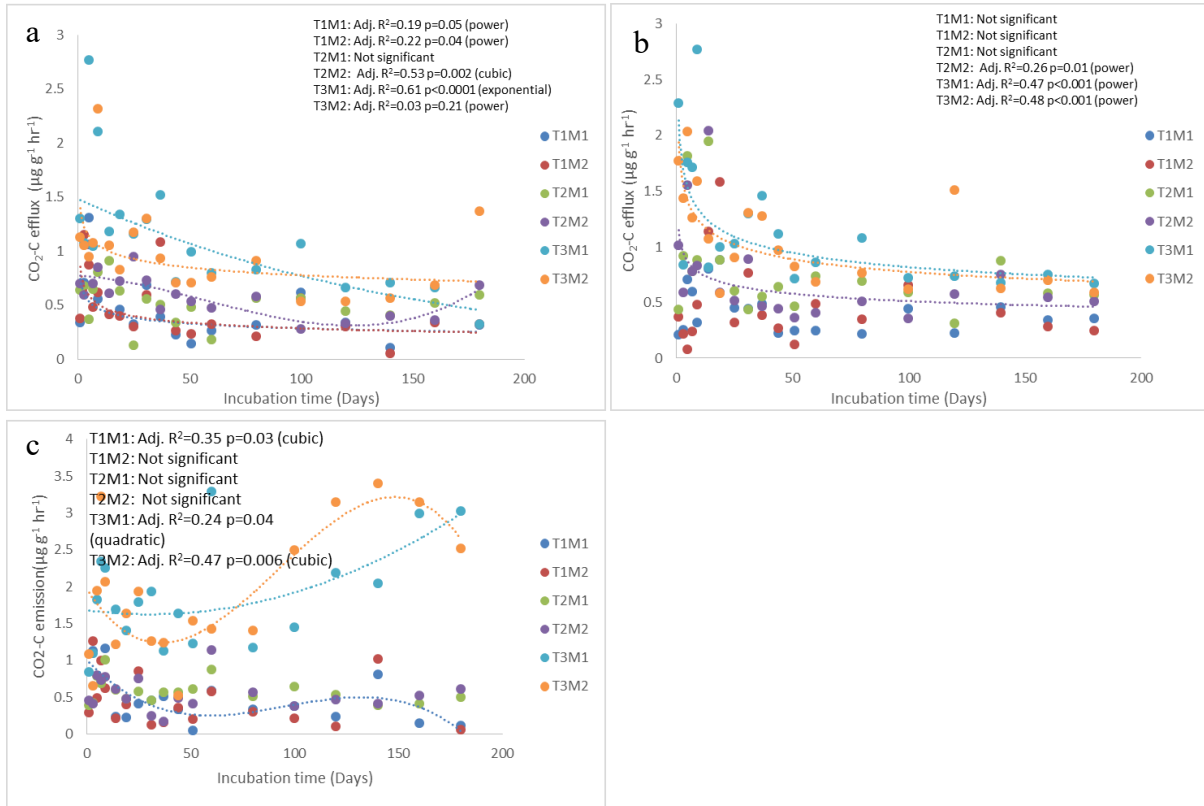 a
T1M1: Adj. R²=0.19 p=0.05 (power)
T1M2: Adj. R²=0.22 p=0.04 (power)
T2M1: Not significant
T2M2: Adj. R²=0.53 p=0.002 (cubic)
T3M1: Adj. R²=0.61 p<0.0001 (exponential)
T3M2: Adj. R²=0.03 p=0.21 (power)
CO₂-C efflux (µg g⁻¹ hr⁻¹)
3
2.5
2
1.5
1
0.5
0
0
50
100
150
200
Incubation time (Days)
T1M1
T1M2
T2M1
T2M2
T3M1
T3M2
b
T1M1: Not significant
T1M2: Not significant
T2M1: Not significant
T2M2: Adj. R²=0.26 p=0.01 (power)
T3M1: Adj. R²=0.47 p<0.001 (power)
T3M2: Adj. R²=0.48 p<0.001 (power)
CO₂-C efflux (µg g⁻¹ hr⁻¹)
3
2.5
2
1.5
1
0.5
0
0
50
100
150
200
Incubation time (Days)
T1M1
T1M2
T2M1
T2M2
T3M1
T3M2
c
T1M1: Adj. R²=0.35 p=0.03 (cubic)
T1M2: Not significant
T2M1: Not significant
T2M2: Not significant
T3M1: Adj. R²=0.24 p=0.04
(quadratic)
T3M2: Adj. R²=0.47 p=0.006 (cubic)
CO2-C emission(µg g⁻¹ hr⁻¹)
4
3.5
3
2.5
2
1.5
1
0.5
0
0
50
100
150
200
Incubation time (Days)
T1M1
T1M2
T2M1
T2M2
T3M1
T3M2